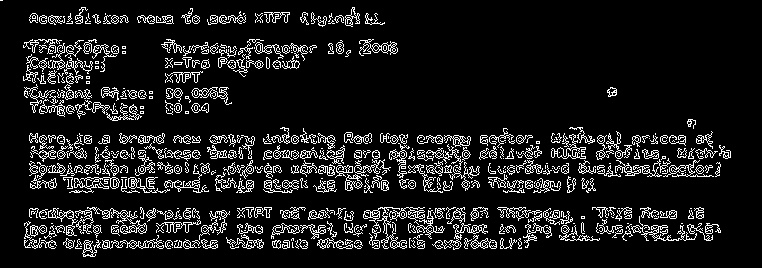 Acquisition news to send XTPT flying!!!
Trade Date: Thursday, October 18, 2006
Company: X-Tra Petroleum
Ticker: XTPT
Current Price: $0.0065
Target Price: $0.04
Here is a brand new entry into the Red Hot energy sector. With oil prices at
record levels these small companies are poised to deliver HUGE profits. With a
combination of solid, proven management, Extremely Lucrative business sector,
and INCREDIBLE news, this stock is going to fly on Thursday !!!
Members should pick up XTPT as early as possible on Thursday . This news is
going to send XTPT off the charts! We all know that in the oil business it's
the big announcements that make these stocks explode!!!